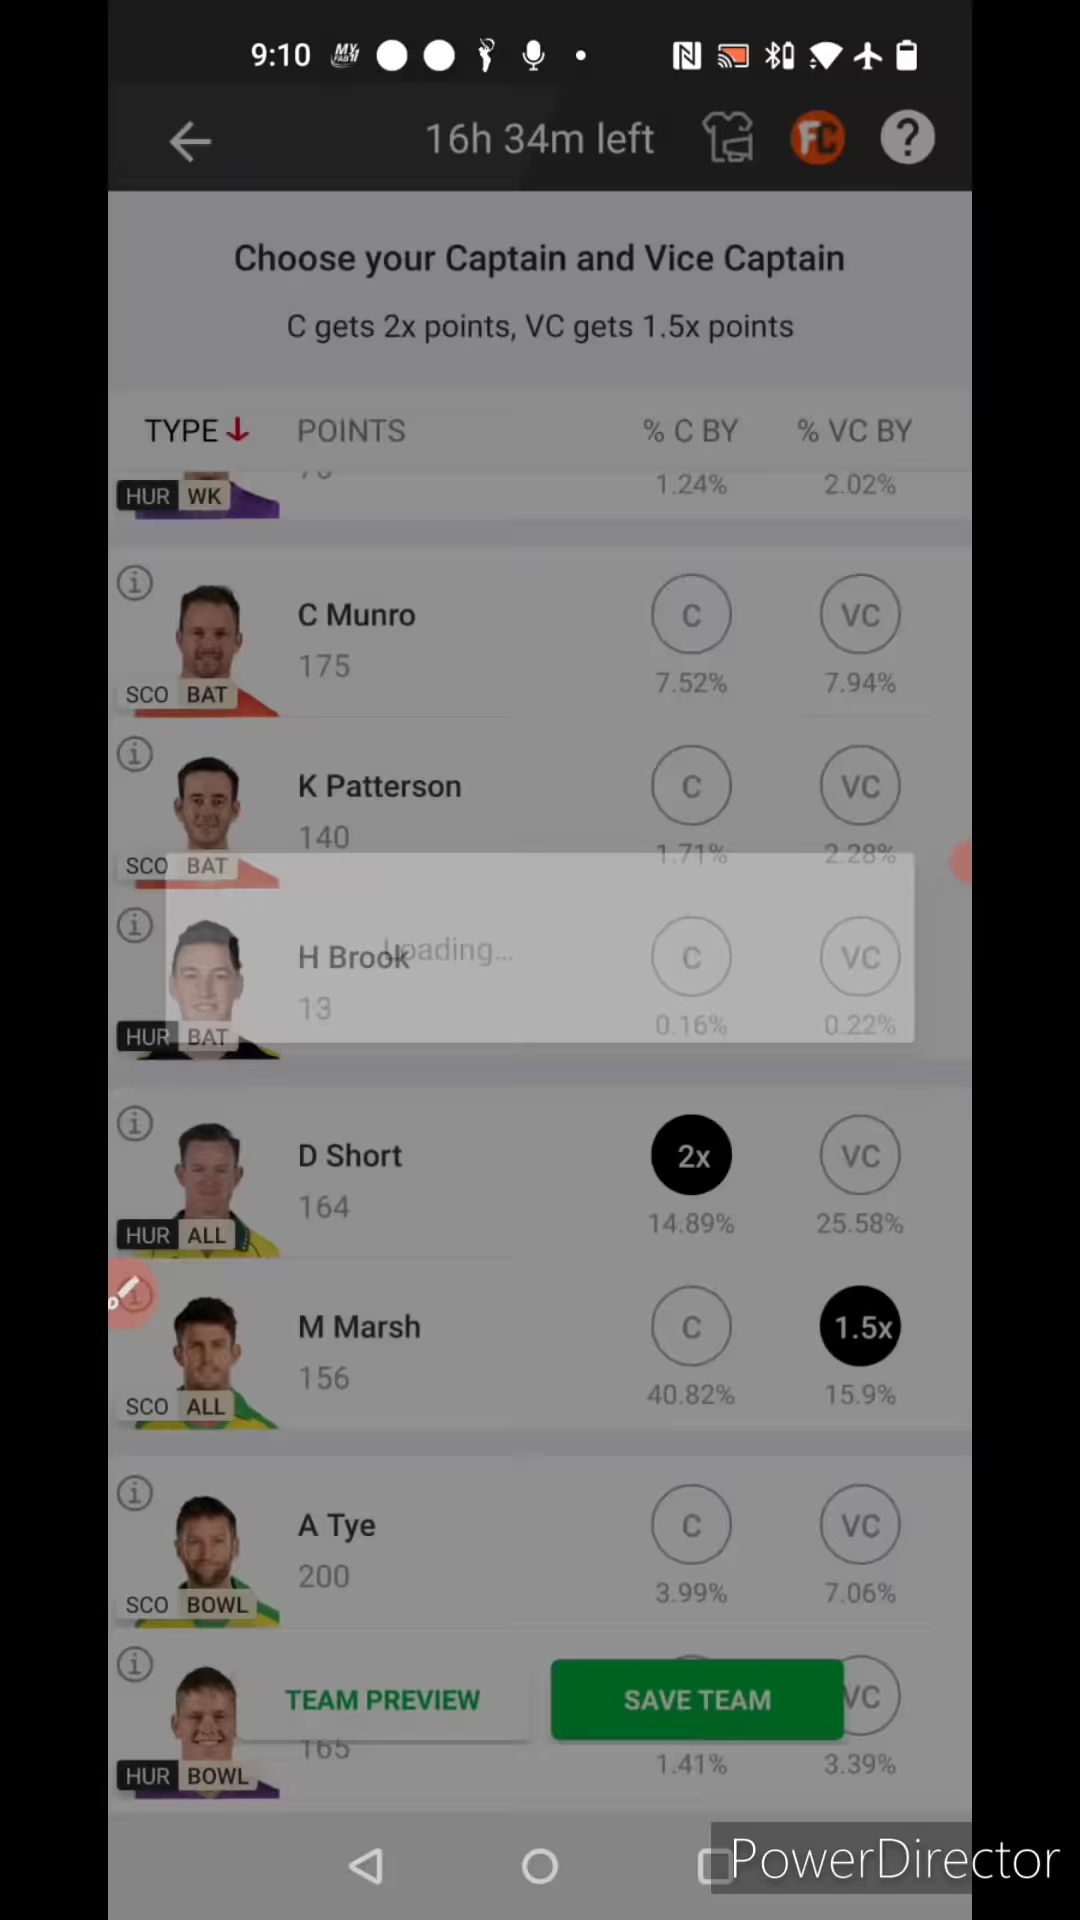 9:10
16h 34m left
FC
?
Choose your Captain and Vice Captain
C gets 2x points, VC gets 1.5x points
TYPE POINTS % C BY % VC BY
HUR WK 1.24% 2.02%
C Munro C VC
175 7.52% 7.94%
SCO BAT
K Patterson C VC
140 1.71% 2.28%
SCO BAT
Loading...
H Brook C VC
13 0.16% 0.22%
HUR BAT
D Short 2x VC
164 14.89% 25.58%
HUR ALL
M Marsh C 1.5x
156 40.82% 15.9%
SCO ALL
A Tye C VC
200 3.99% 7.06%
SCO BOWL
TEAM PREVIEW SAVE TEAM VC
165 1.41% 3.39%
HUR BOWL
PowerDirector